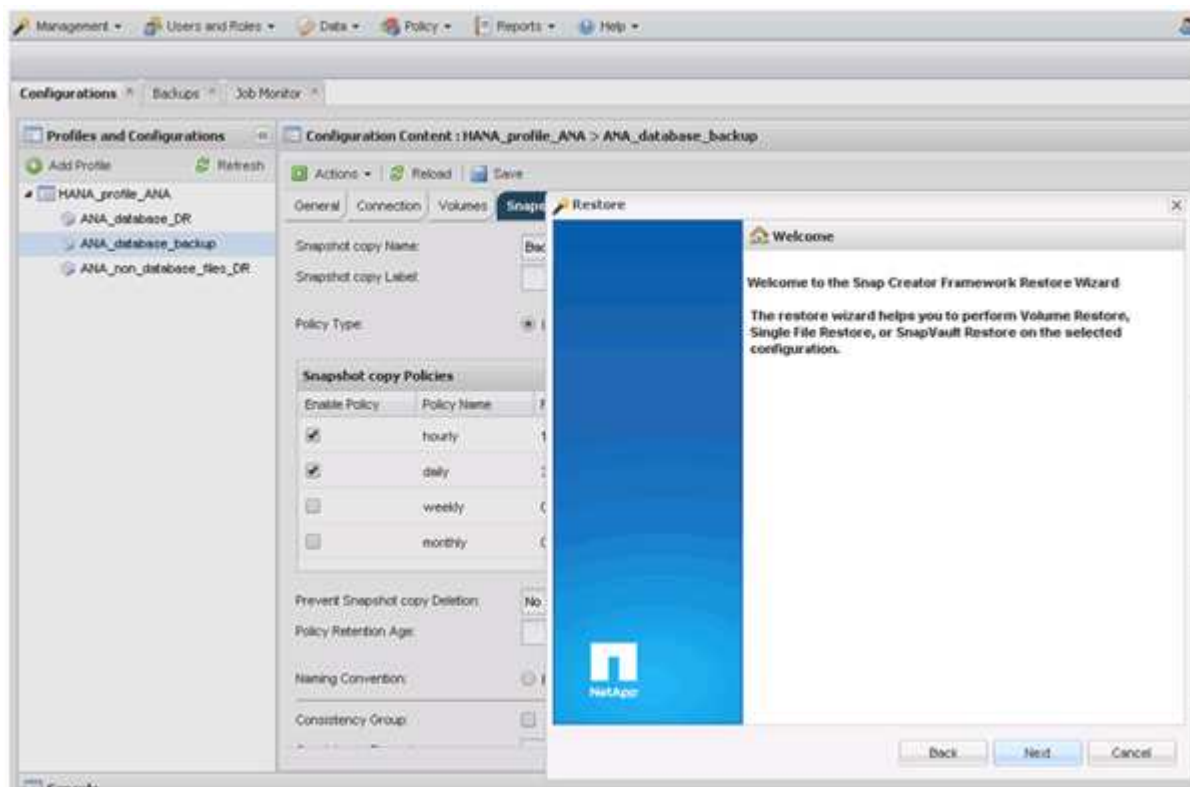 Management Users and Roles Data Policy Reports Help
Configurations Backups Job Monitor
Profiles and Configurations
Add Profile Refresh
HANA_profile_ANA
ANA_database_DR
ANA_database_backup
ANA_non_database_files_DR
Configuration Content : HANA_profile_ANA > ANA_database_backup
Actions Reload Save
General Connection Volumes
Snapshot copy Name:
Snapshot copy Label:
Policy Type:
Snapshot copy Policies
Enable Policy Policy Name
hourly
daily
weekly
monthly
Prevent Snapshot copy Deletion: No
Policy Retention Age:
Naming Convention:
Consistency Group:
Restore
Welcome
Welcome to the Snap Creator Framework Restore Wizard
The restore wizard helps you to perform Volume Restore,
Single File Restore, or SnapVault Restore on the selected
configuration.
NetApp
Back Next Cancel